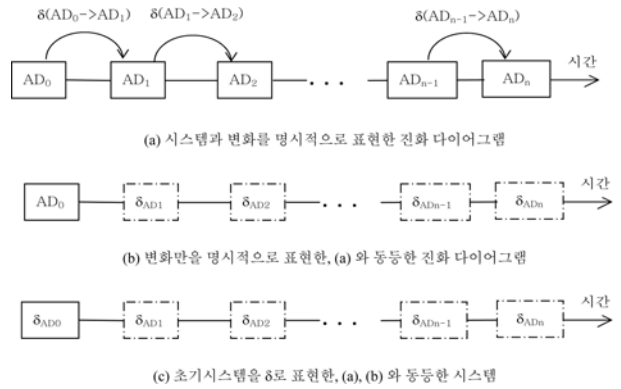 δ(AD₀->AD₁) δ(AD₁->AD₂) δ(ADₙ₋₁->ADₙ)
시간
AD₀ AD₁ AD₂ . . . ADₙ₋₁ ADₙ
(a) 시스템과 변화를 명시적으로 표현한 진화 다이어그램
시간
AD₀ δAD1 δAD2 . . . δADn−1 δADn
(b) 변화만을 명시적으로 표현한, (a) 와 동등한 진화 다이어그램
시간
δAD0 δAD1 δAD2 . . . δADn−1 δADn
(c) 초기시스템을 δ로 표현한, (a), (b) 와 동등한 시스템